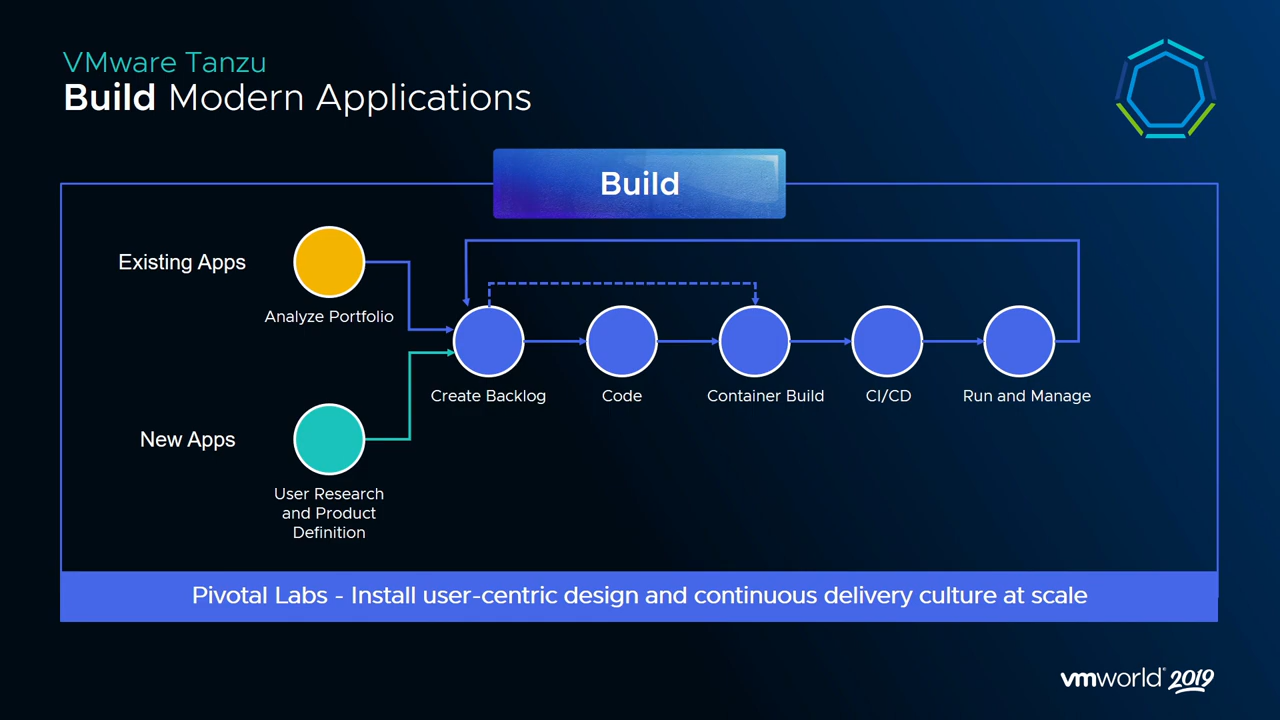 VMware Tanzu
Build Modern Applications
Build
Existing Apps
Analyze Portfolio
New Apps
User Research
and Product
Definition
Create Backlog
Code
Container Build
CI/CD
Run and Manage
Pivotal Labs - Install user-centric design and continuous delivery culture at scale
vmworld® 2019